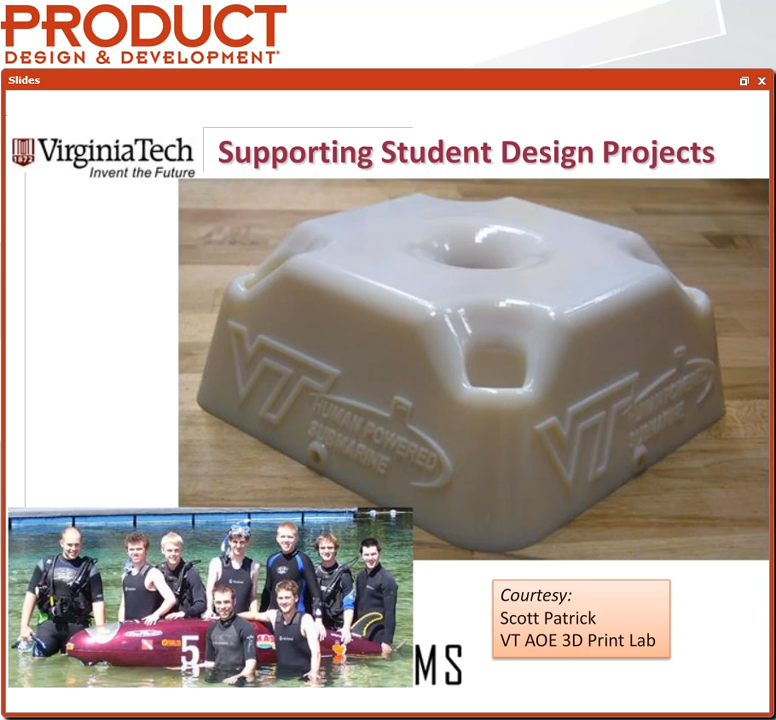 PRODUCT
DESIGN & DEVELOPMENT
Slides
VirginiaTech
1872
Invent the Future
Supporting Student Design Projects
VT HUMAN POWERED
SUBMARINE
VT HUMAN POWERED
SUBMARINE
5
MS
Courtesy:
Scott Patrick
VT AOE 3D Print Lab